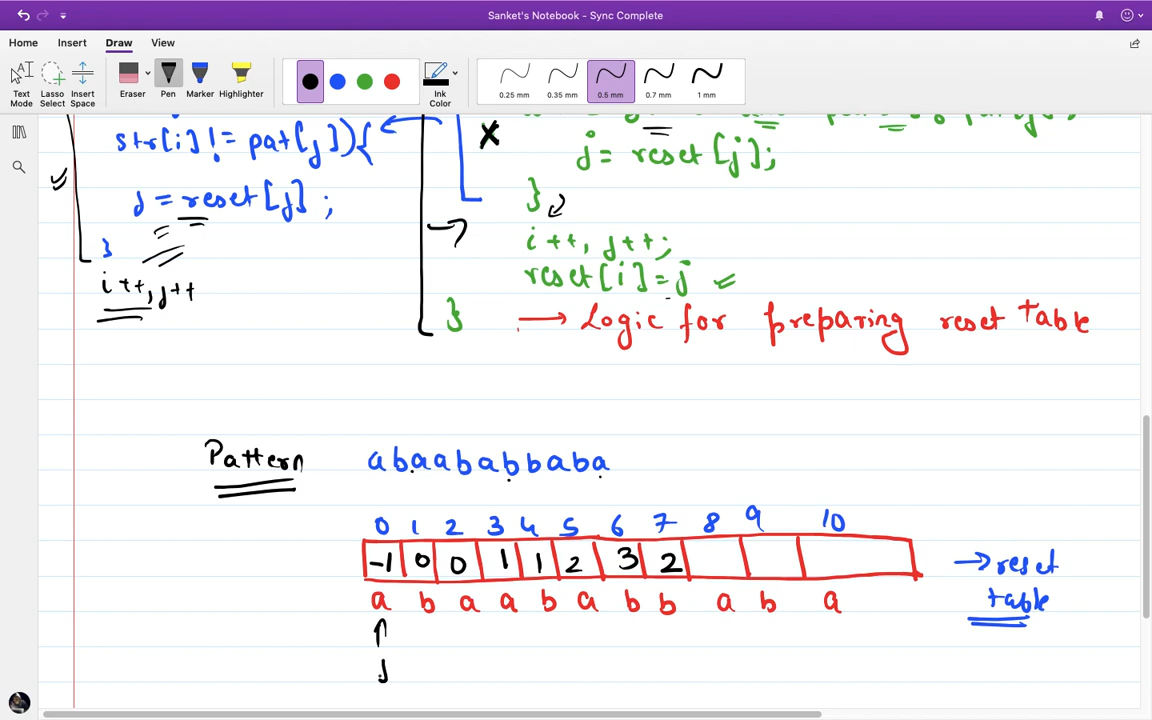 Sanket's Notebook - Sync Complete
Home Insert Draw View
Text Mode
Lasso Select
Insert Space
Eraser
Pen
Marker
Highlighter
Ink Color
0.25 mm 0.35 mm 0.5 mm 0.7 mm 1 mm
str[i] != pat[j]){
j = reset[j] ;
}
i++, j++
j = reset[j];
}
i++, j++;
reset[i] = j
}
→ Logic for preparing reset table
Pattern abaababbaba
0 1 2 3 4 5 6 7 8 9 10
-1 0 0 1 1 2 3 2
→ reset table
a b a a b a b b a b a
↑
j